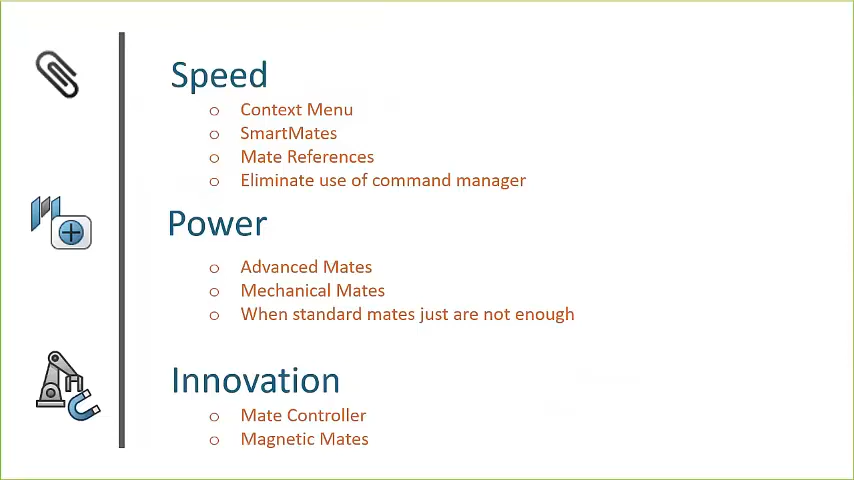 Speed
o Context Menu
o SmartMates
o Mate References
o Eliminate use of command manager
Power
o Advanced Mates
o Mechanical Mates
o When standard mates just are not enough
Innovation
o Mate Controller
o Magnetic Mates